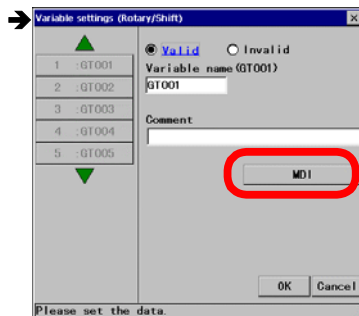 Variable settings (Rotary/Shift)
Valid Invalid
Variable name(GT001)
GT001
1 :GT001
2 :GT002
3 :GT003
4 :GT004
5 :GT005
Comment
MDI
OK Cancel
Please set the data.